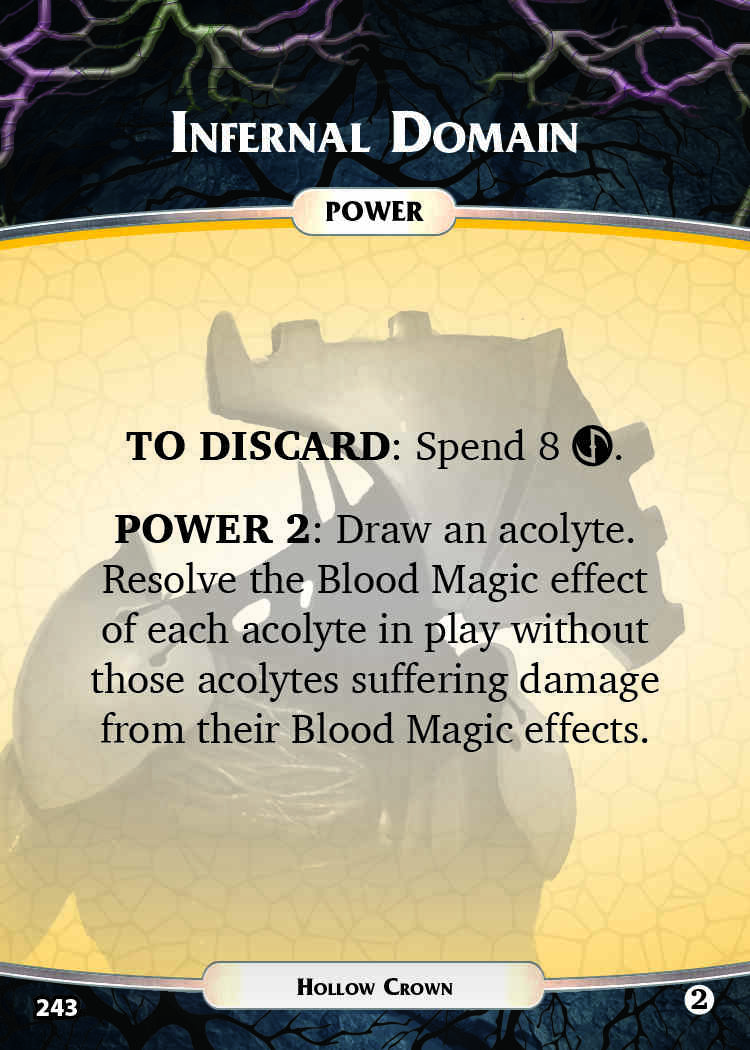 INFERNAL DOMAIN
POWER
TO DISCARD: Spend 8 .
POWER 2: Draw an acolyte.
Resolve the Blood Magic effect
of each acolyte in play without
those acolytes suffering damage
from their Blood Magic effects.
HOLLOW CROWN
243
2